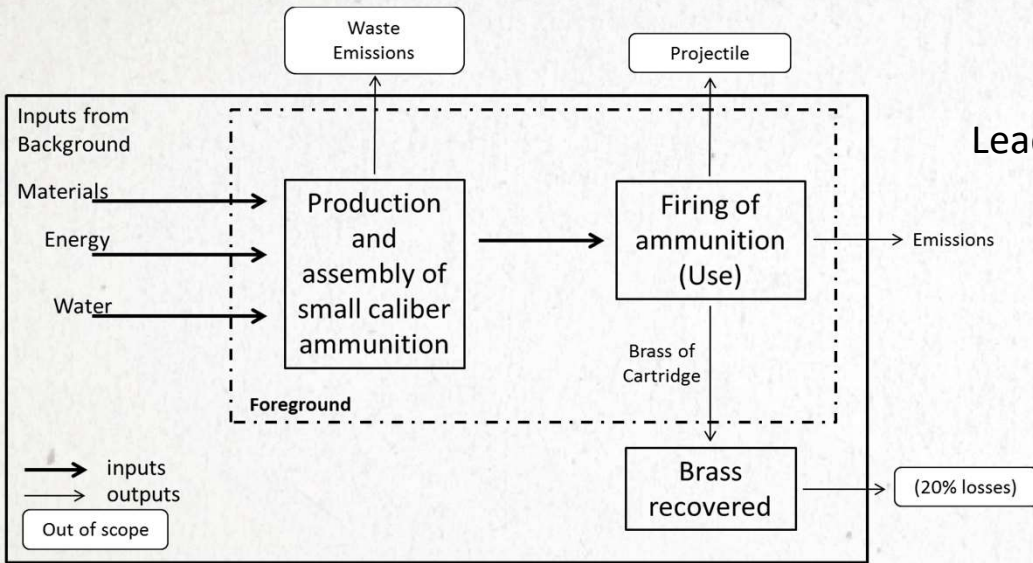 Waste
Emissions
Projectile
Inputs from
Background
Materials
Energy
Water
Production
and
assembly of
small caliber
ammunition
Firing of
ammunition
(Use)
Emissions
Brass of
Cartridge
Foreground
Brass
recovered
(20% losses)
inputs
outputs
Out of scope